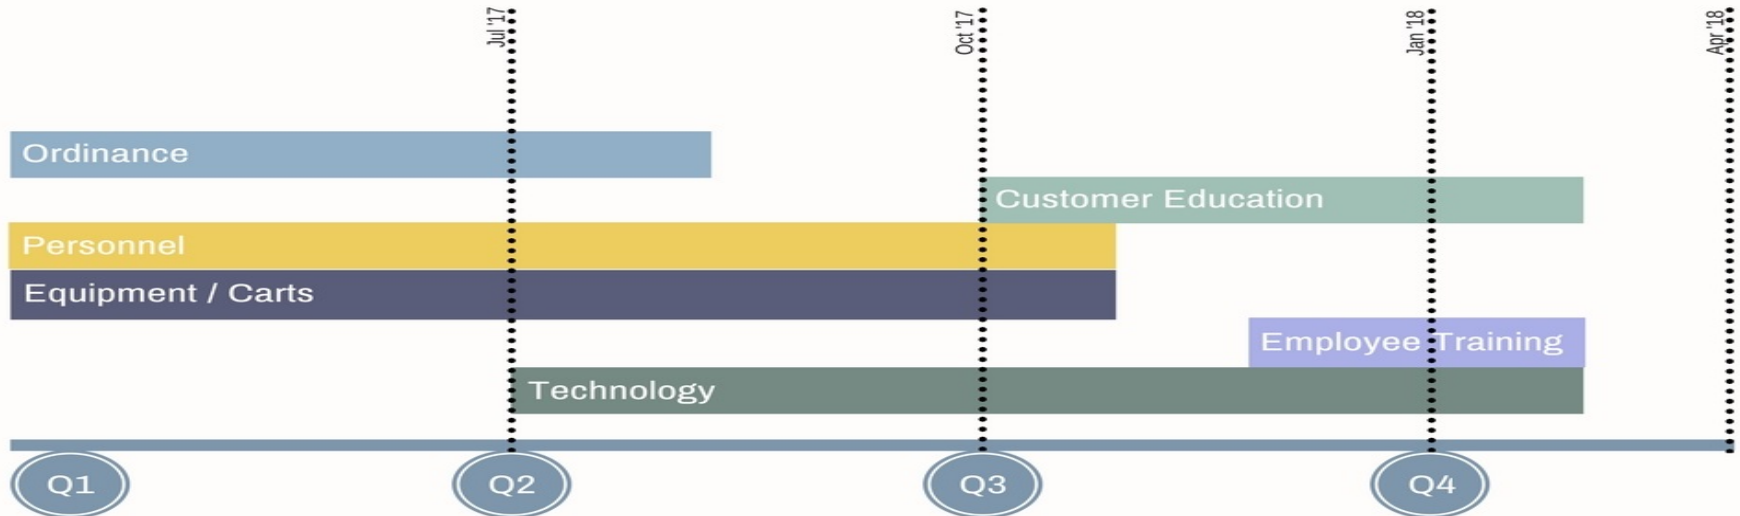 Jul '17
Oct '17
Jan '18
Apr '18
Ordinance
Customer Education
Personnel
Equipment / Carts
Employee Training
Technology
Q1
Q2
Q3
Q4